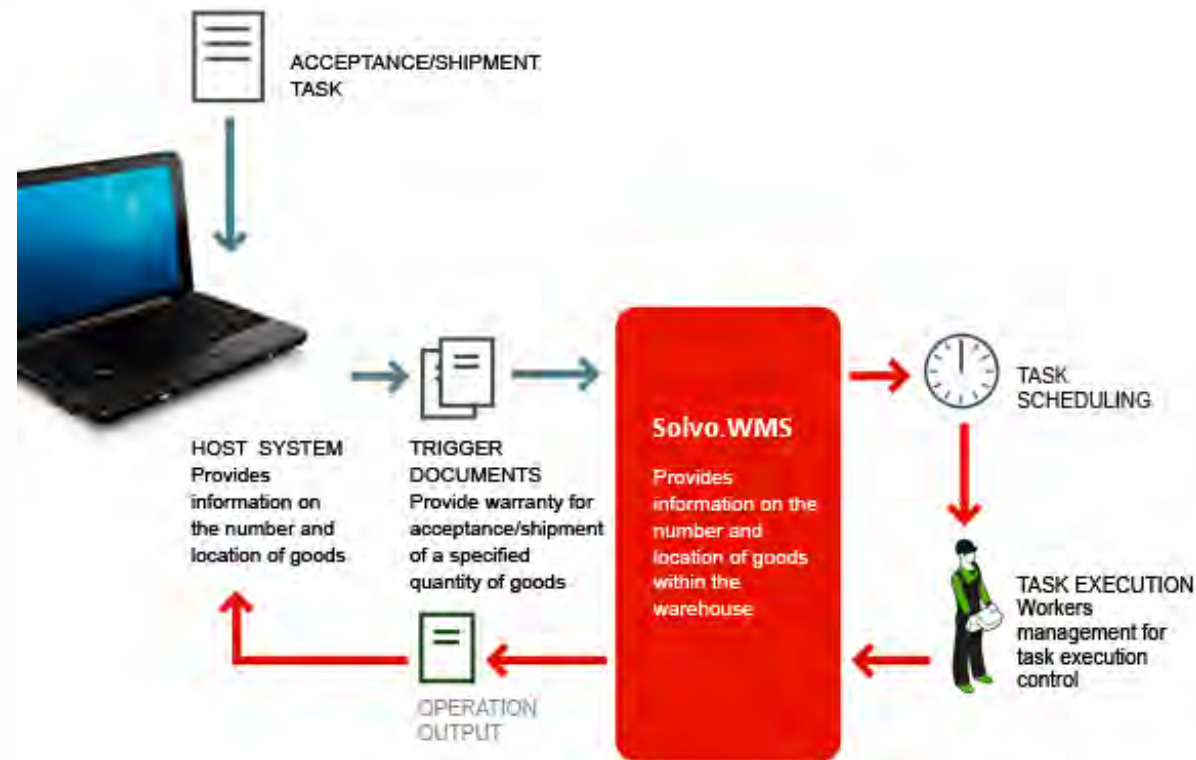 ACCEPTANCE/SHIPMENT
TASK
HOST SYSTEM
Provides
information on
the number and
location of goods
TRIGGER
DOCUMENTS
Provide warranty for
acceptance/shipment
of a specified
quantity of goods
Solvo.WMS
Provides
information on the
number and
location of goods
within the
warehouse
TASK
SCHEDULING
TASK EXECUTION
Workers
management for
task execution
control
OPERATION
OUTPUT